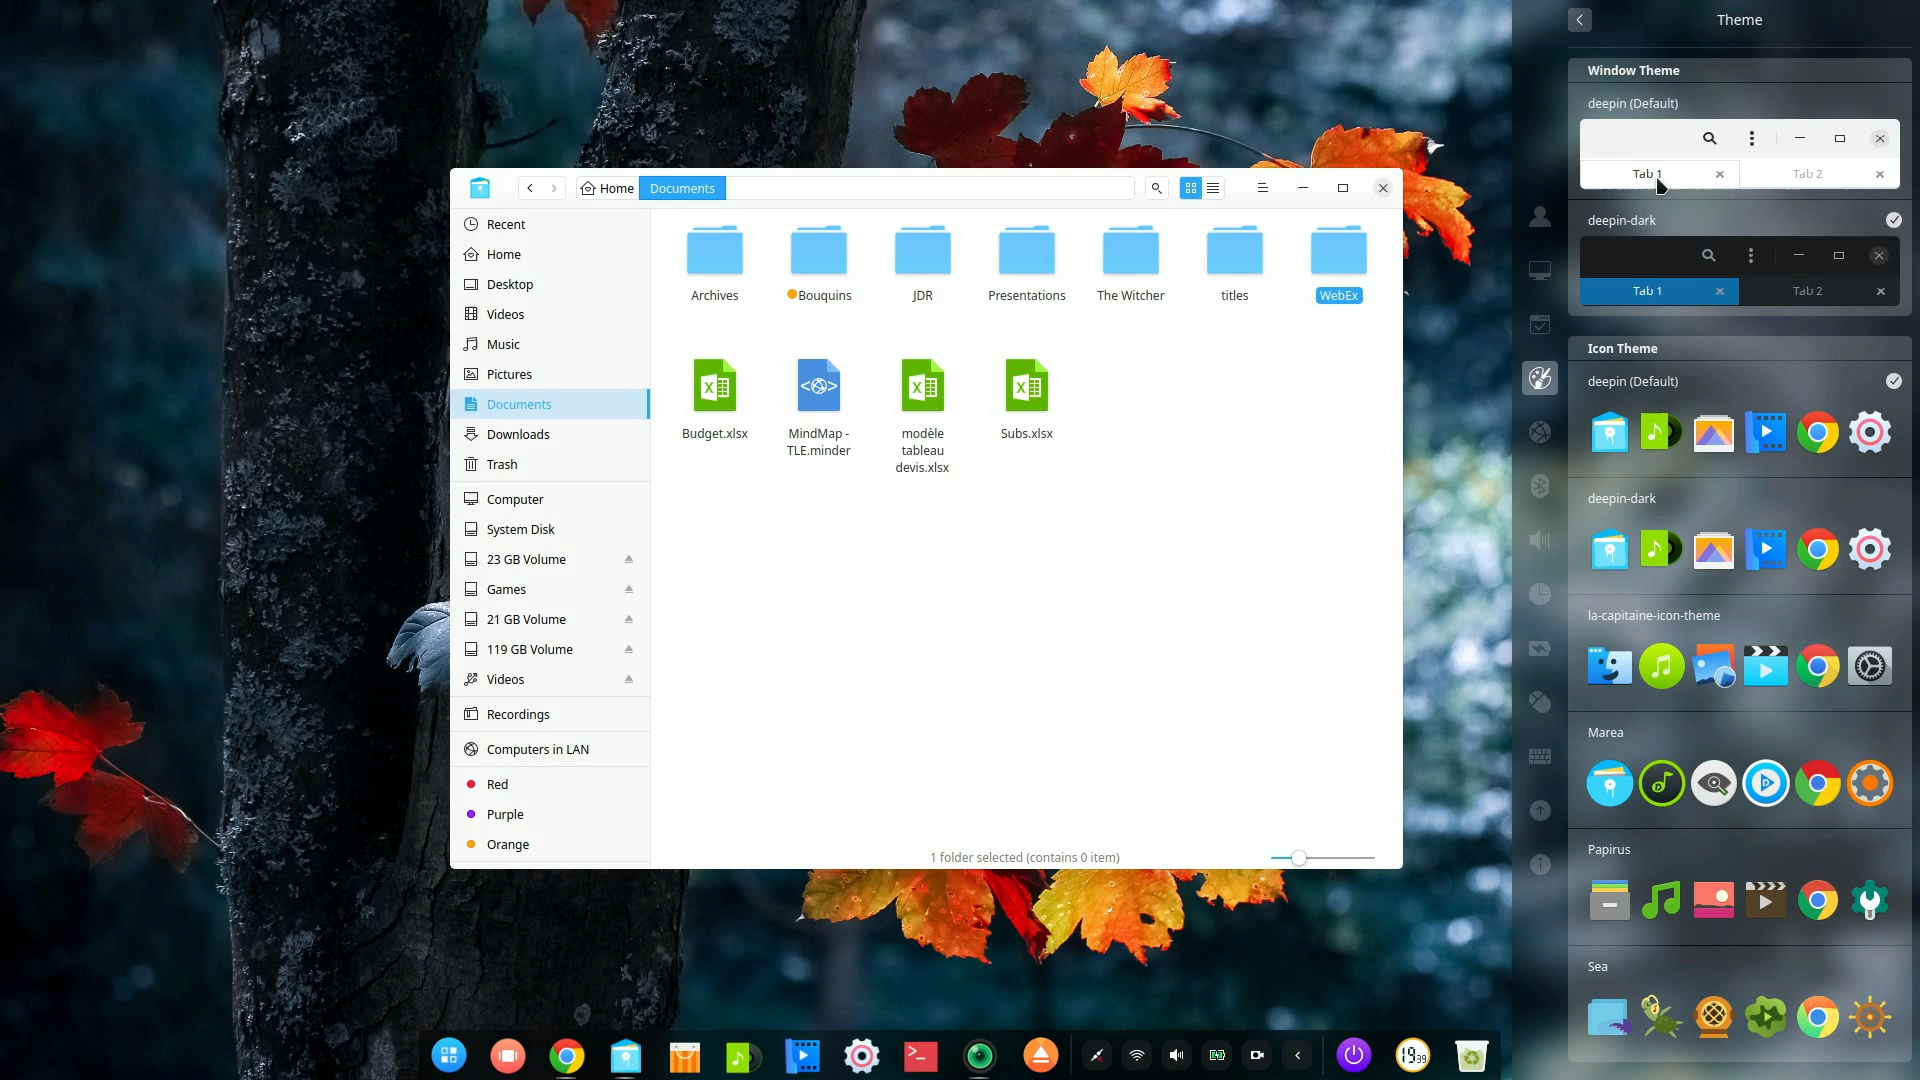 Home Documents
Recent
Home
Desktop
Videos
Music
Pictures
Documents
Downloads
Trash
Computer
System Disk
23 GB Volume
Games
21 GB Volume
119 GB Volume
Videos
Recordings
Computers in LAN
Red
Purple
Orange
Archives Bouquins JDR Presentations The Witcher titles WebEx
Budget.xlsx
MindMap -
TLE.minder
modèle
tableau
devis.xlsx
Subs.xlsx
1 folder selected (contains 0 item)
Theme
Window Theme
deepin (Default)
Tab 1 Tab 2
deepin-dark
Tab 1 Tab 2
Icon Theme
deepin (Default)
deepin-dark
la-capitaine-icon-theme
Marea
Papirus
Sea
19 39